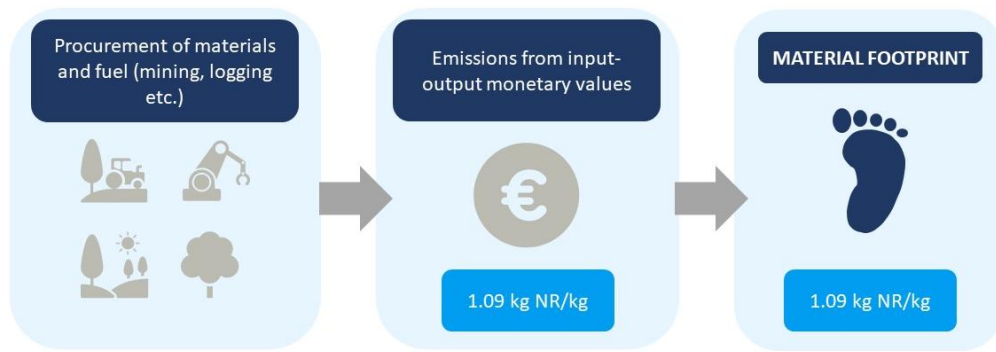 Procurement of materials
and fuel (mining, logging
etc.)
Emissions from input-
output monetary values
€
1.09 kg NR/kg
MATERIAL FOOTPRINT
1.09 kg NR/kg